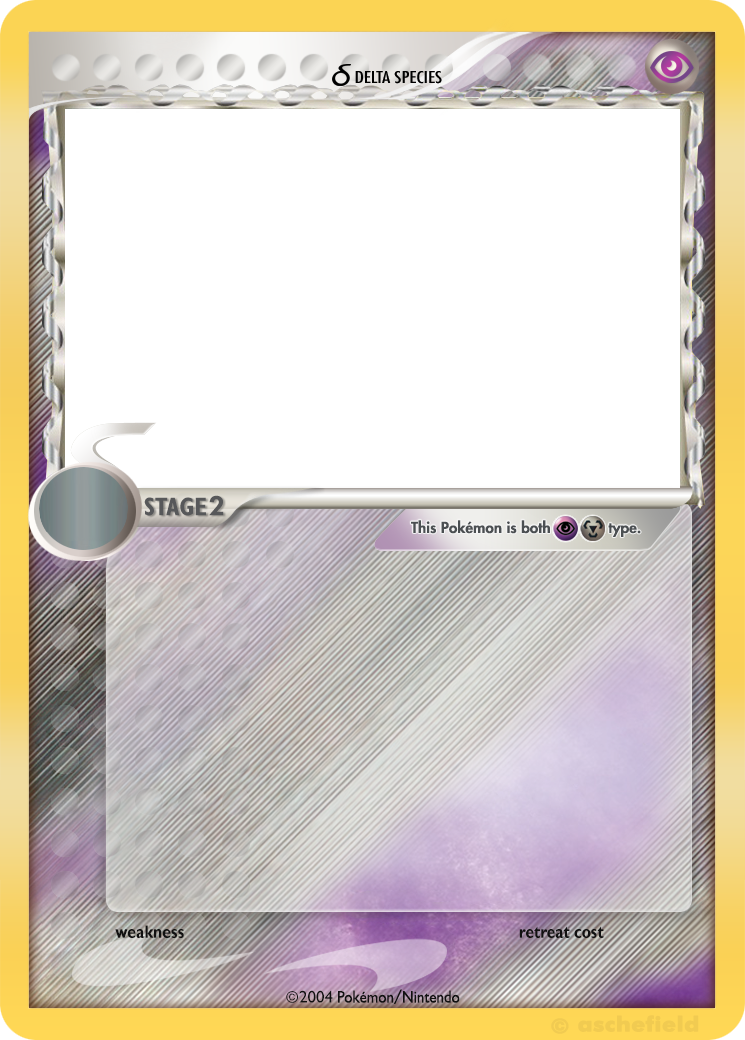 δ DELTA SPECIES
STAGE2
This Pokémon is both type.
weakness retreat cost
©2004 Pokémon/Nintendo
© aschefield